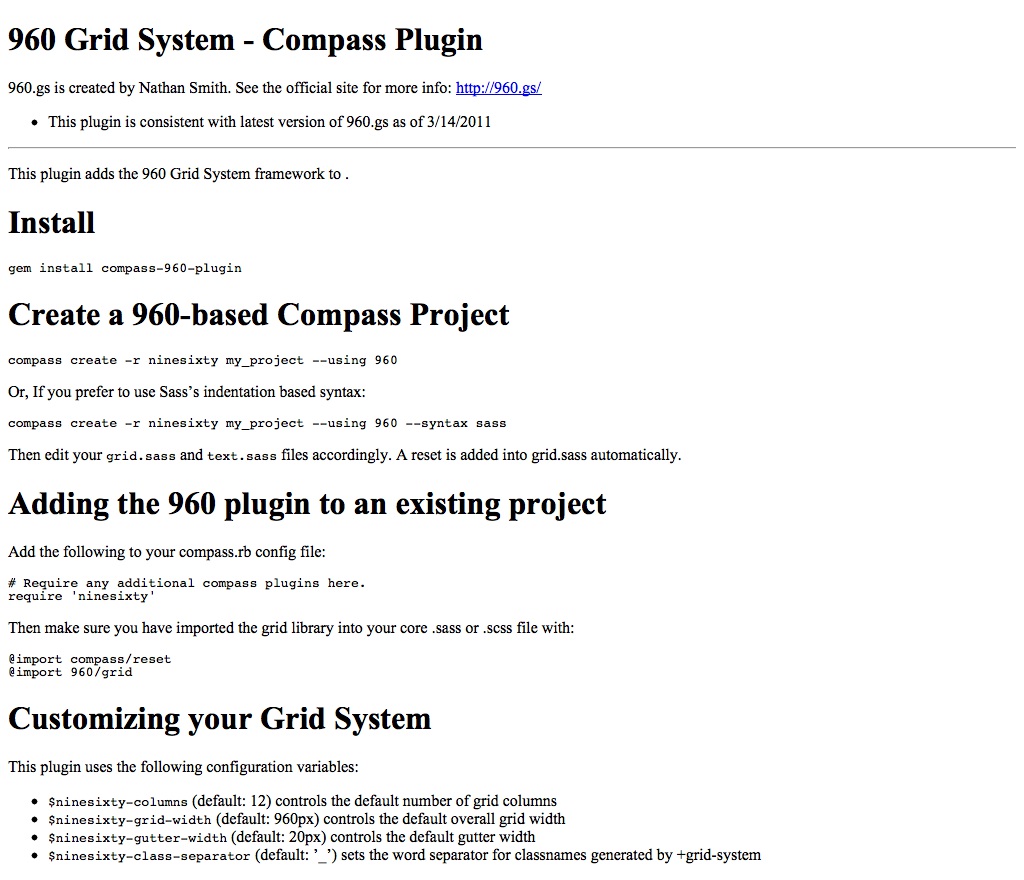 960 Grid System - Compass Plugin
960.gs is created by Nathan Smith. See the official site for more info: http://960.gs/
• This plugin is consistent with latest version of 960.gs as of 3/14/2011
This plugin adds the 960 Grid System framework to .
Install
gem install compass-960-plugin
Create a 960-based Compass Project
compass create -r ninesixty my_project --using 960
Or, If you prefer to use Sass’s indentation based syntax:
compass create -r ninesixty my_project --using 960 --syntax sass
Then edit your grid.sass and text.sass files accordingly. A reset is added into grid.sass automatically.
Adding the 960 plugin to an existing project
Add the following to your compass.rb config file:
# Require any additional compass plugins here.
require 'ninesixty'
Then make sure you have imported the grid library into your core .sass or .scss file with:
@import compass/reset
@import 960/grid
Customizing your Grid System
This plugin uses the following configuration variables:
• $ninesixty-columns (default: 12) controls the default number of grid columns
• $ninesixty-grid-width (default: 960px) controls the default overall grid width
• $ninesixty-gutter-width (default: 20px) controls the default gutter width
• $ninesixty-class-separator (default: ’_’) sets the word separator for classnames generated by +grid-system